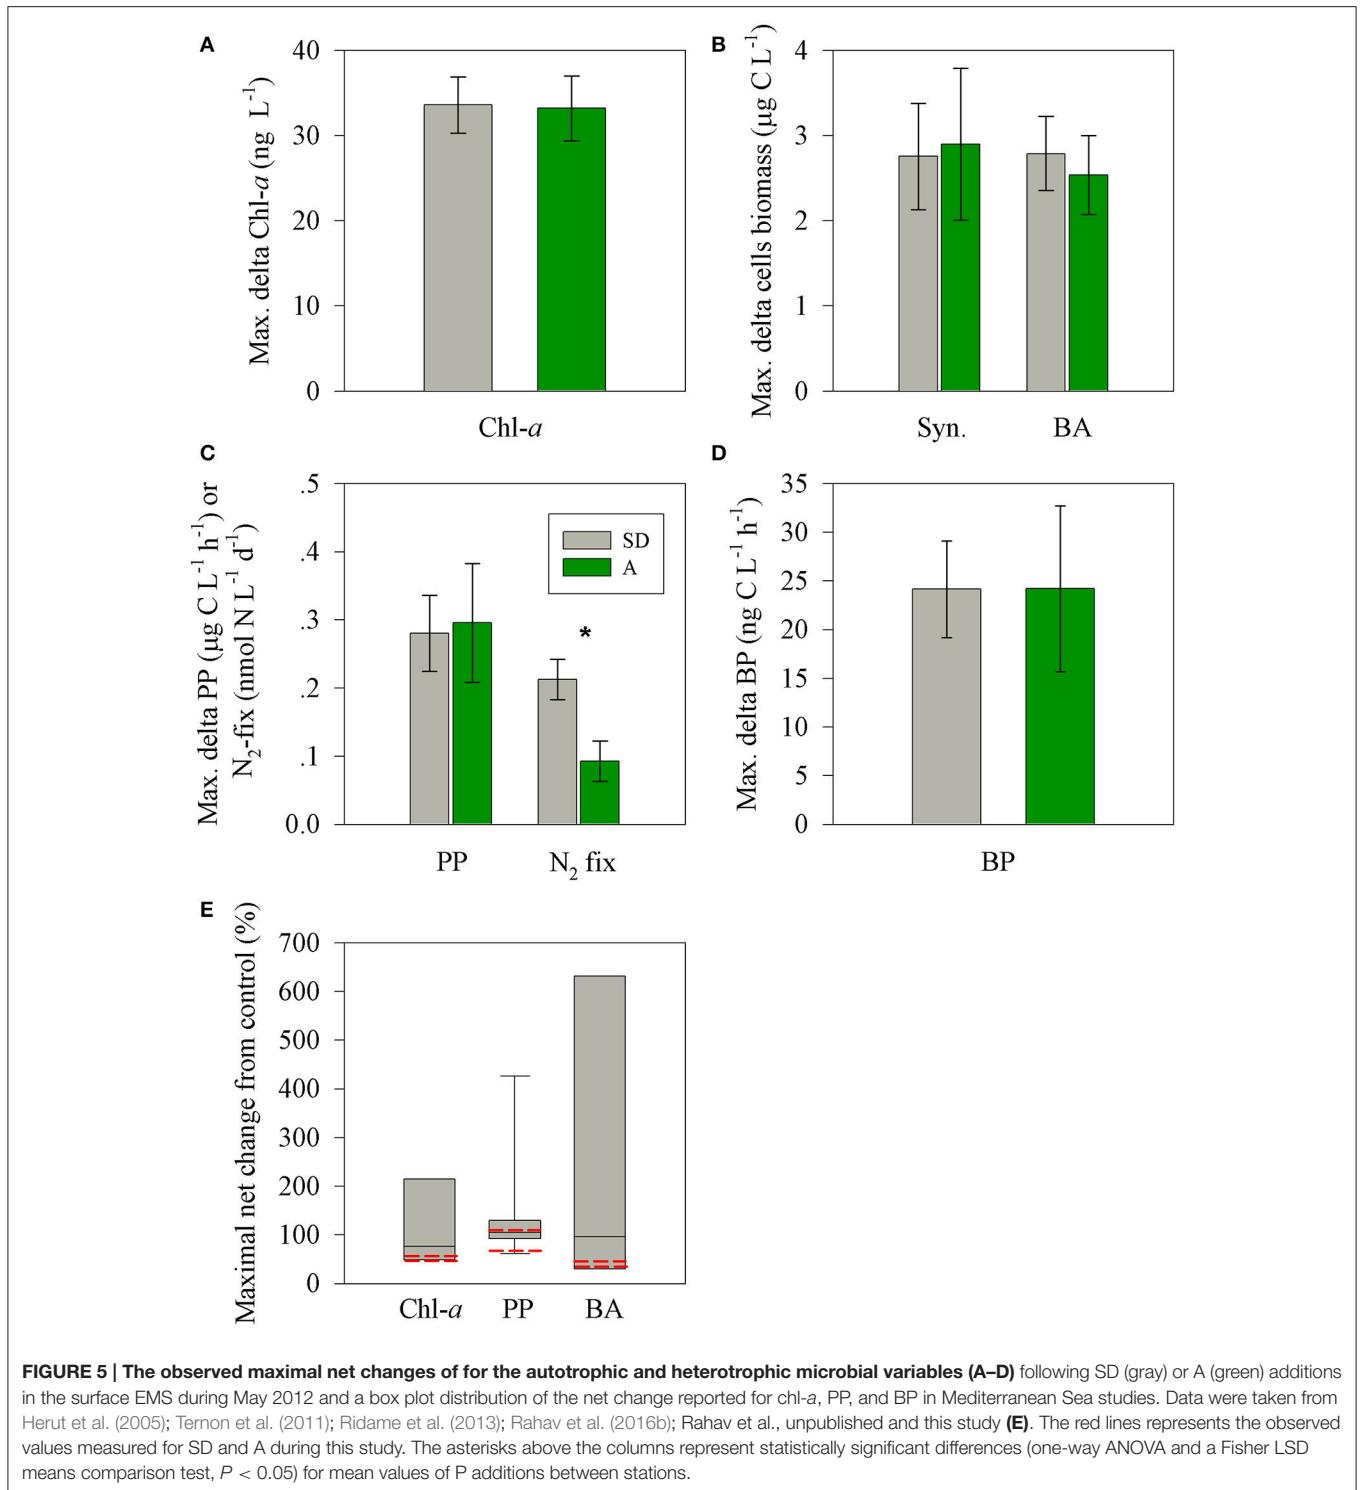 A
Max. delta Chl-a (ng L-1)
40
30
20
10
0
Chl-a
B
Max. delta cells biomass (µg C L-1)
4
3
2
1
0
Syn. BA
C
Max. delta PP (µg C L-1 h-1) or
N2-fix (nmol N L-1 d-1)
.5
.4
.3
.2
.1
0.0
SD
A
*
PP N2 fix
D
Max. delta BP (ng C L-1 h-1)
35
30
25
20
15
10
5
0
BP
E
Maximal net change from control (%)
700
600
500
400
300
200
100
0
Chl-a PP BA
FIGURE 5 | The observed maximal net changes of for the autotrophic and heterotrophic microbial variables (A–D) following SD (gray) or A (green) additions
in the surface EMS during May 2012 and a box plot distribution of the net change reported for chl-a, PP, and BP in Mediterranean Sea studies. Data were taken from
Herut et al. (2005); Ternon et al. (2011); Ridame et al. (2013); Rahav et al. (2016b); Rahav et al., unpublished and this study (E). The red lines represents the observed
values measured for SD and A during this study. The asterisks above the columns represent statistically significant differences (one-way ANOVA and a Fisher LSD
means comparison test, P < 0.05) for mean values of P additions between stations.